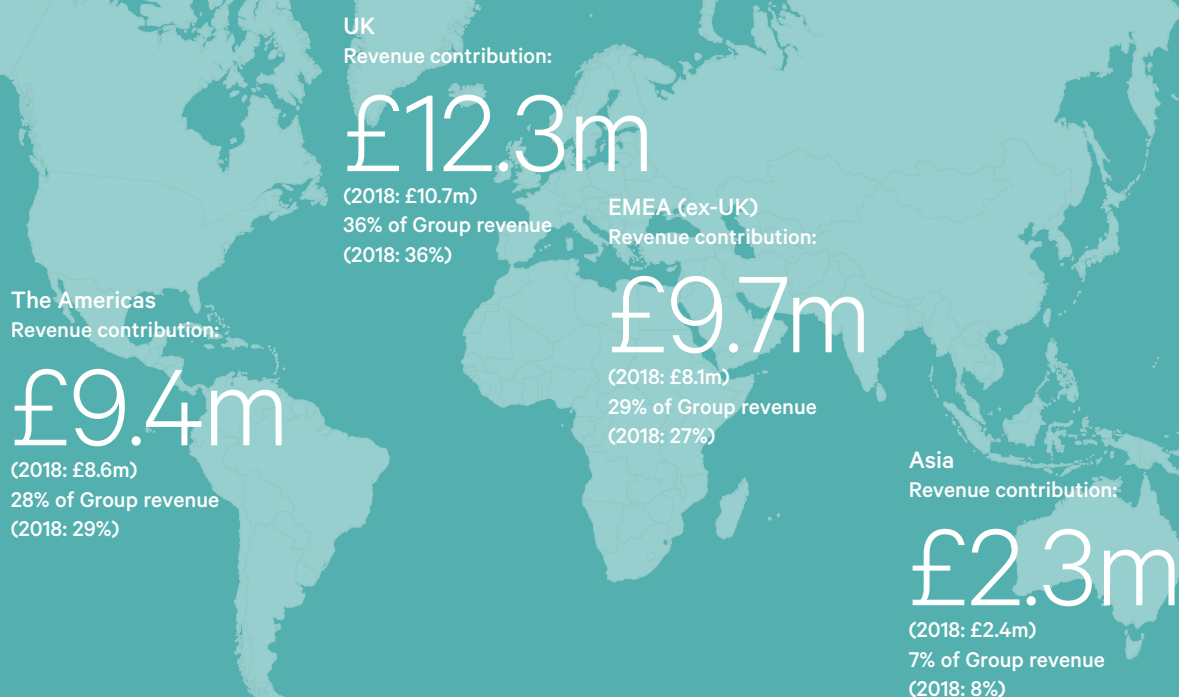 UK
Revenue contribution:
£12.3m
(2018: £10.7m)
36% of Group revenue
(2018: 36%)
EMEA (ex-UK)
Revenue contribution:
£9.7m
(2018: £8.1m)
29% of Group revenue
(2018: 27%)
The Americas
Revenue contribution:
£9.4m
(2018: £8.6m)
28% of Group revenue
(2018: 29%)
Asia
Revenue contribution:
£2.3m
(2018: £2.4m)
7% of Group revenue
(2018: 8%)